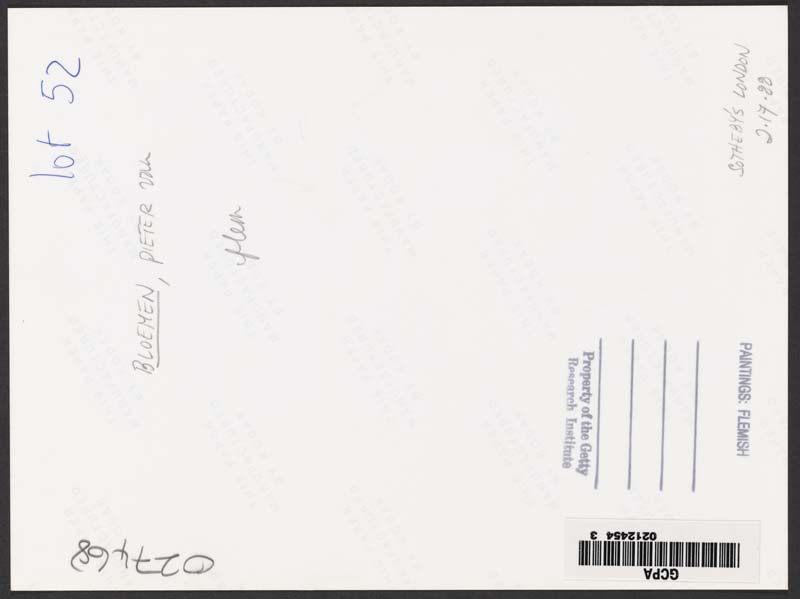 lot 52
BLOEMEN, PIETER van
flem
SOTHEBY'S LONDON
2.17.88
PAINTINGS: FLEMISH
Property of the Getty
Research Institute
GCPA
0212454 3
027468